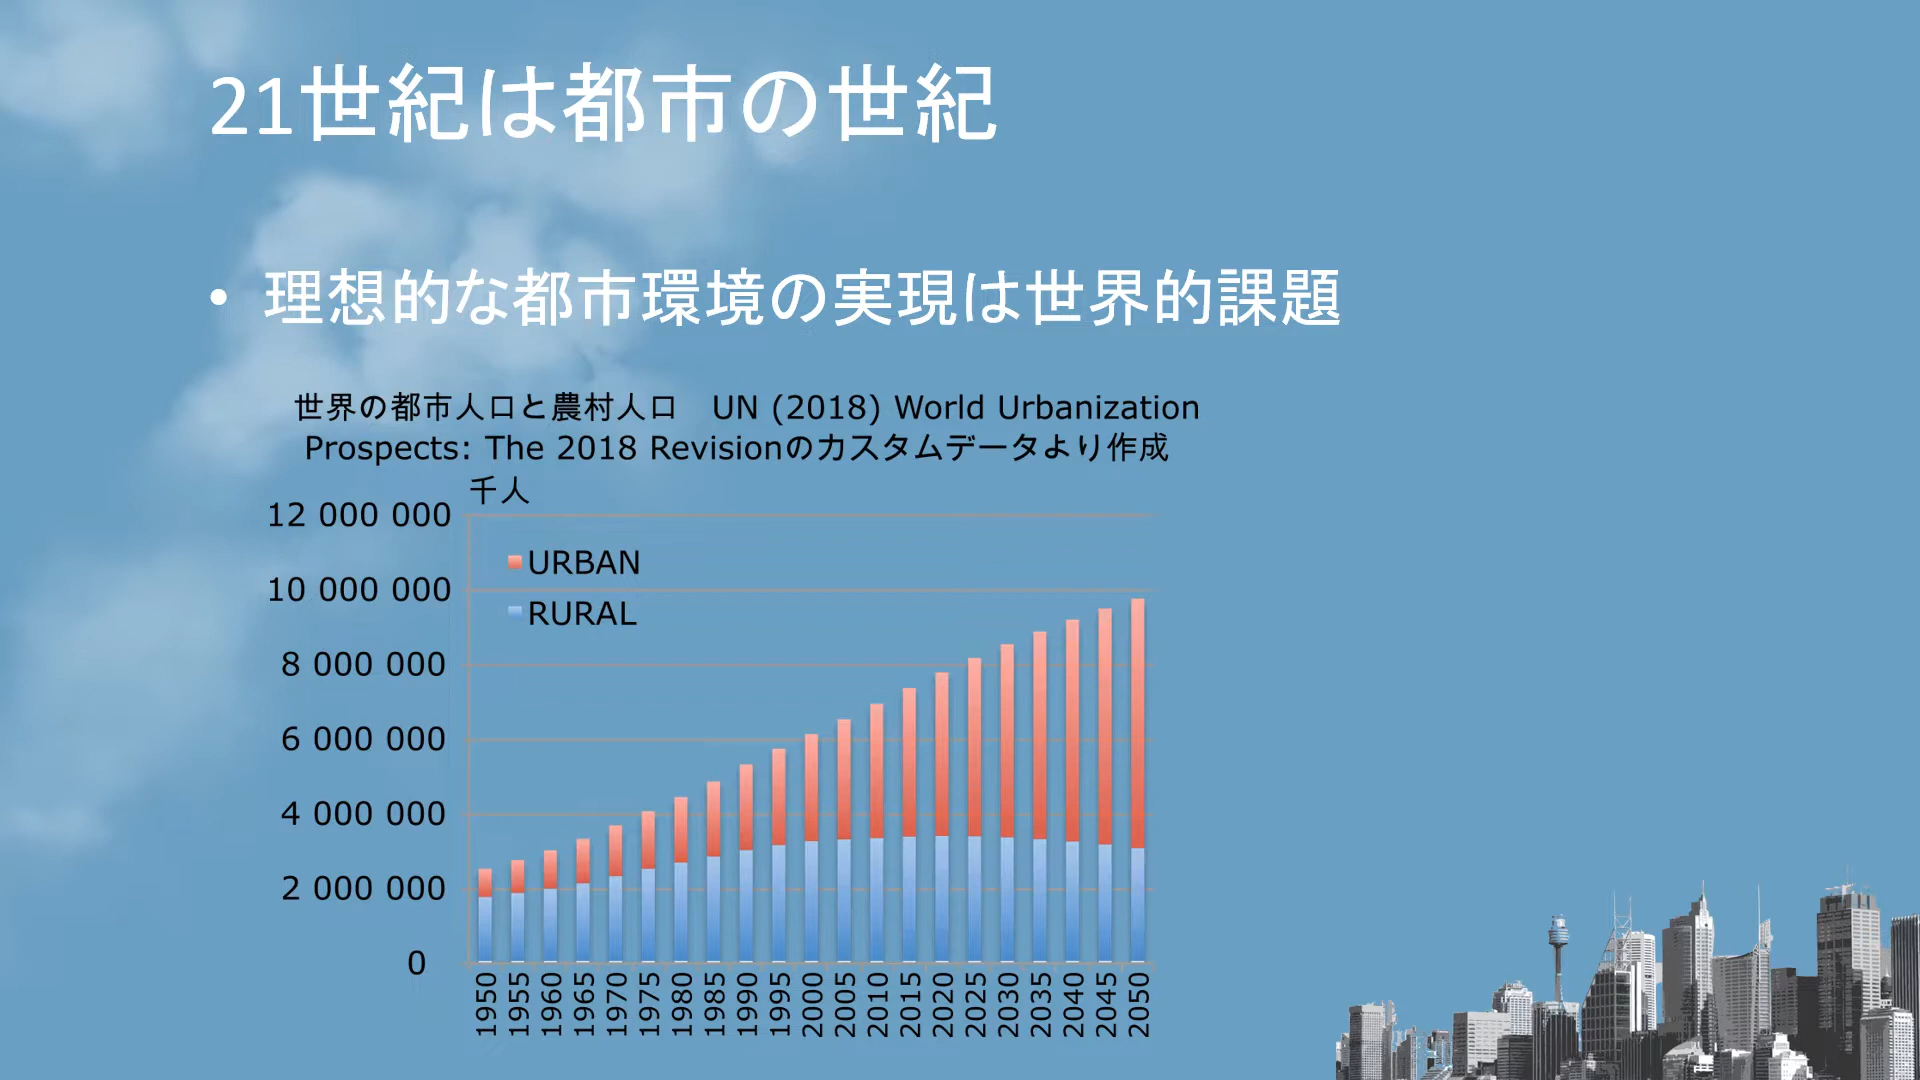 21世紀は都市の世紀
• 理想的な都市環境の実現は世界的課題
世界の都市人口と農村人口　UN (2018) World Urbanization
Prospects: The 2018 Revisionのカスタムデータより作成
千人
12 000 000
10 000 000
8 000 000
6 000 000
4 000 000
2 000 000
0
URBAN
RURAL
1950 1955 1960 1965 1970 1975 1980 1985 1990 1995 2000 2005 2010 2015 2020 2025 2030 2035 2040 2045 2050